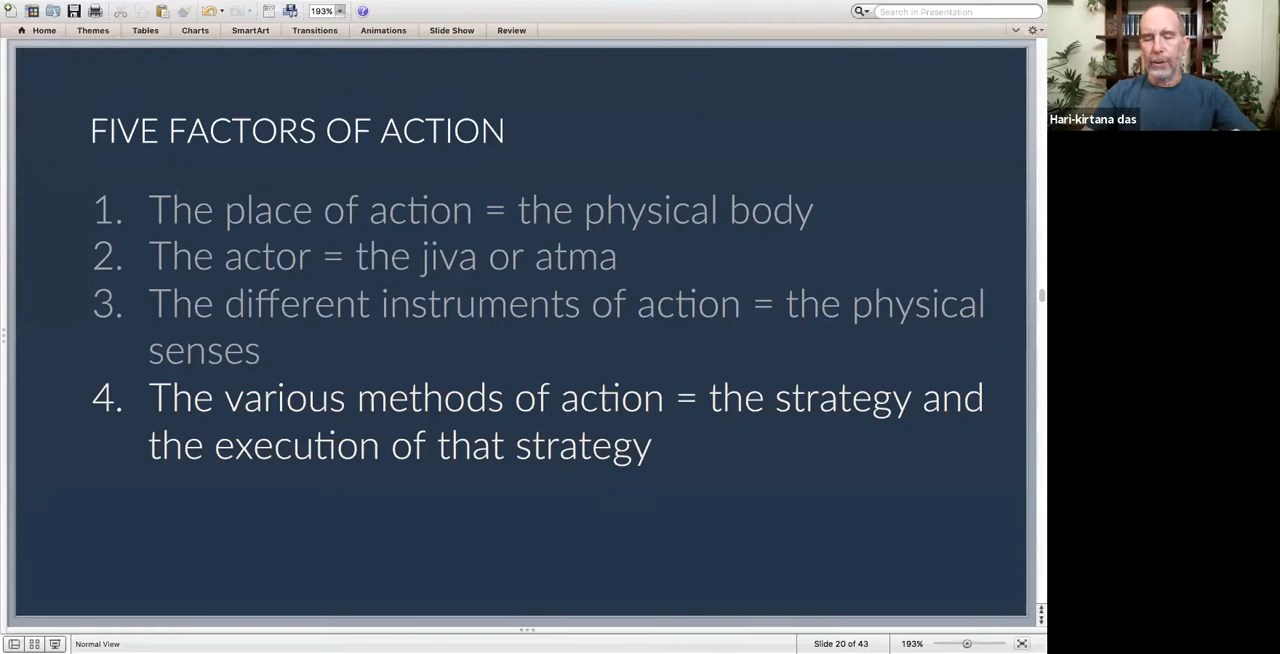 193%
Search in Presentation
Home
Themes
Tables
Charts
SmartArt
Transitions
Animations
Slide Show
Review
Hari-kirtana das
FIVE FACTORS OF ACTION
1. The place of action = the physical body
2. The actor = the jiva or atma
3. The different instruments of action = the physical
senses
4. The various methods of action = the strategy and
the execution of that strategy
Normal View
Slide 20 of 43
193%